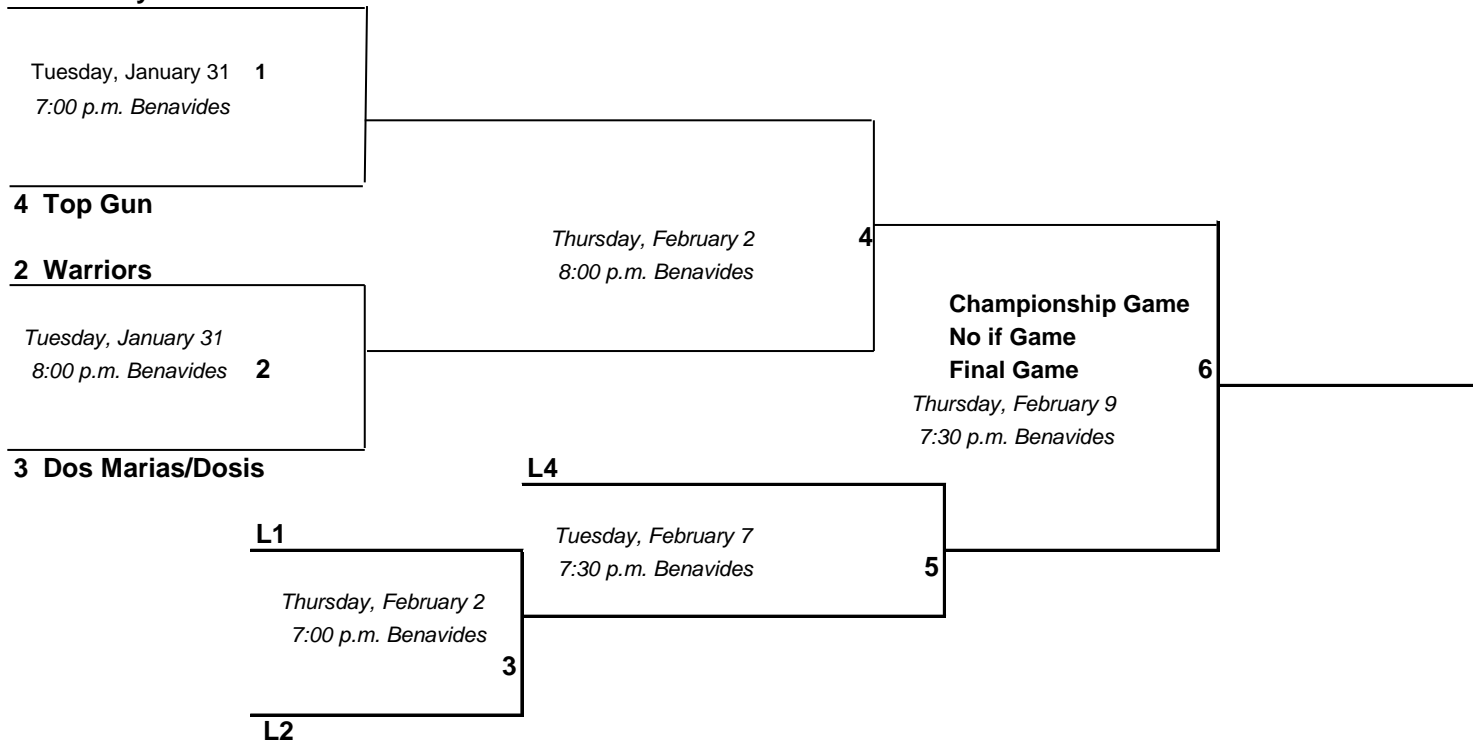 Tuesday, January 31 1
7:00 p.m. Benavides
4 Top Gun
2 Warriors
Thursday, February 2 4
8:00 p.m. Benavides
Tuesday, January 31
8:00 p.m. Benavides 2
Championship Game
No if Game
Final Game 6
Thursday, February 9
7:30 p.m. Benavides
3 Dos Marias/Dosis
L4
L1
Tuesday, February 7
7:30 p.m. Benavides 5
Thursday, February 2
7:00 p.m. Benavides
3
L2